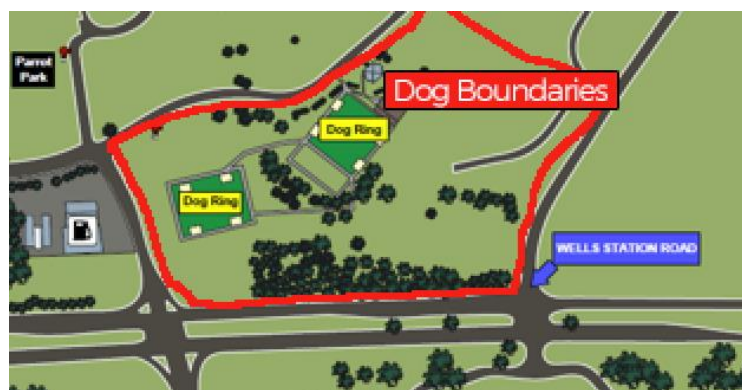 Parrot
Park
Dog Boundaries
Dog Ring
Dog Ring
WELLS STATION ROAD